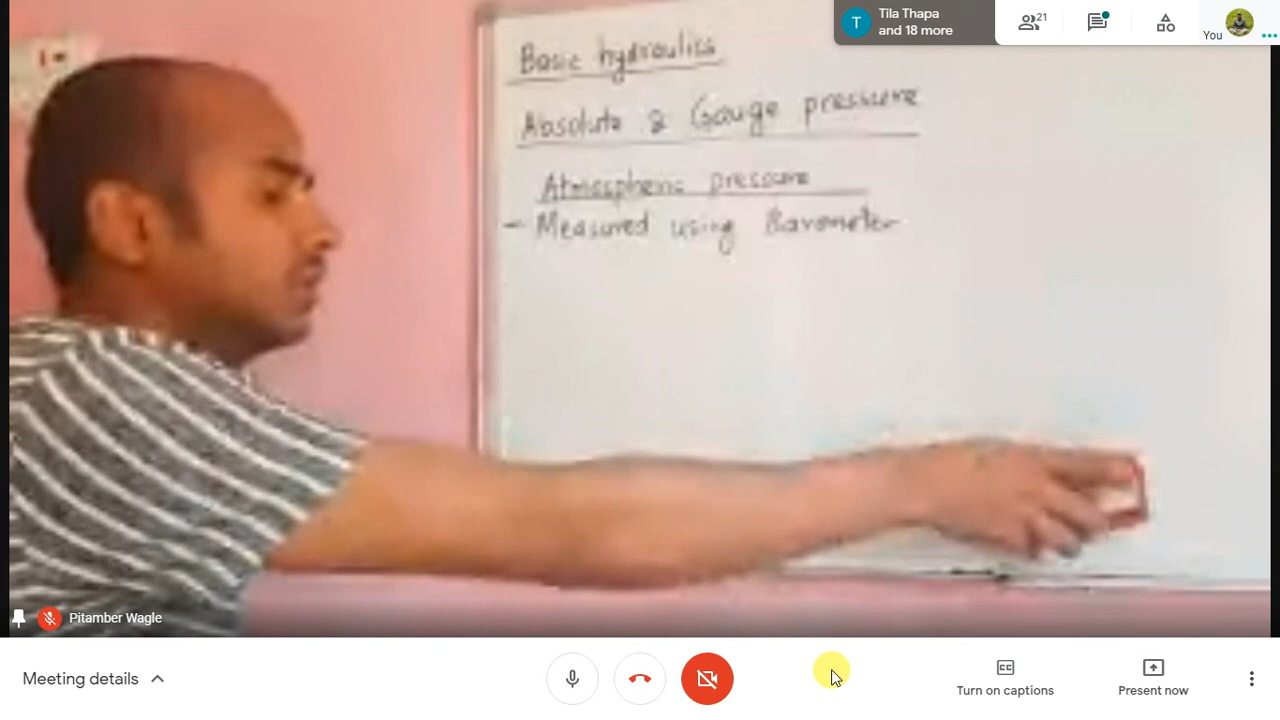 Tila Thapa
and 18 more
21
You
T
Basic hydraulics
Absolute & Gauge pressure
Atmospheric pressure
- Measured using Barometer
Pitamber Wagle
Meeting details
CC
Turn on captions
Present now